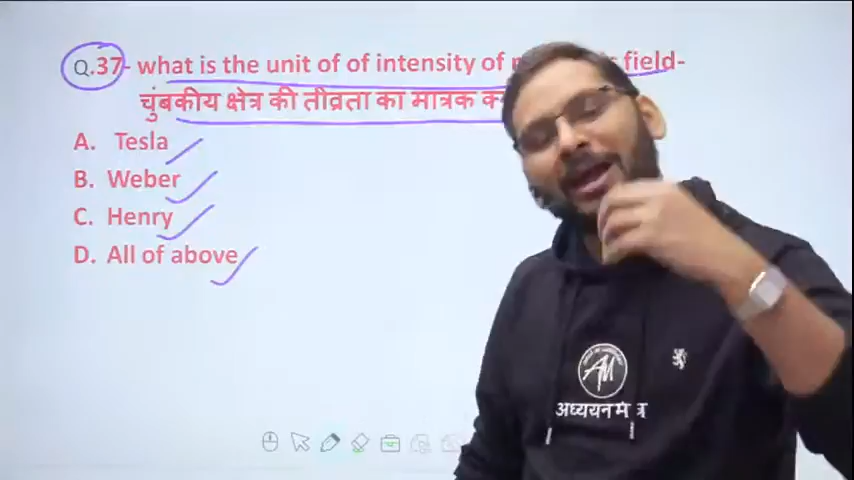 Q.37- what is the unit of of intensity of field-
चुंबकीय क्षेत्र की तीव्रता का मात्रक
A. Tesla
B. Weber
C. Henry
D. All of above
AM
अध्ययन मंत्र